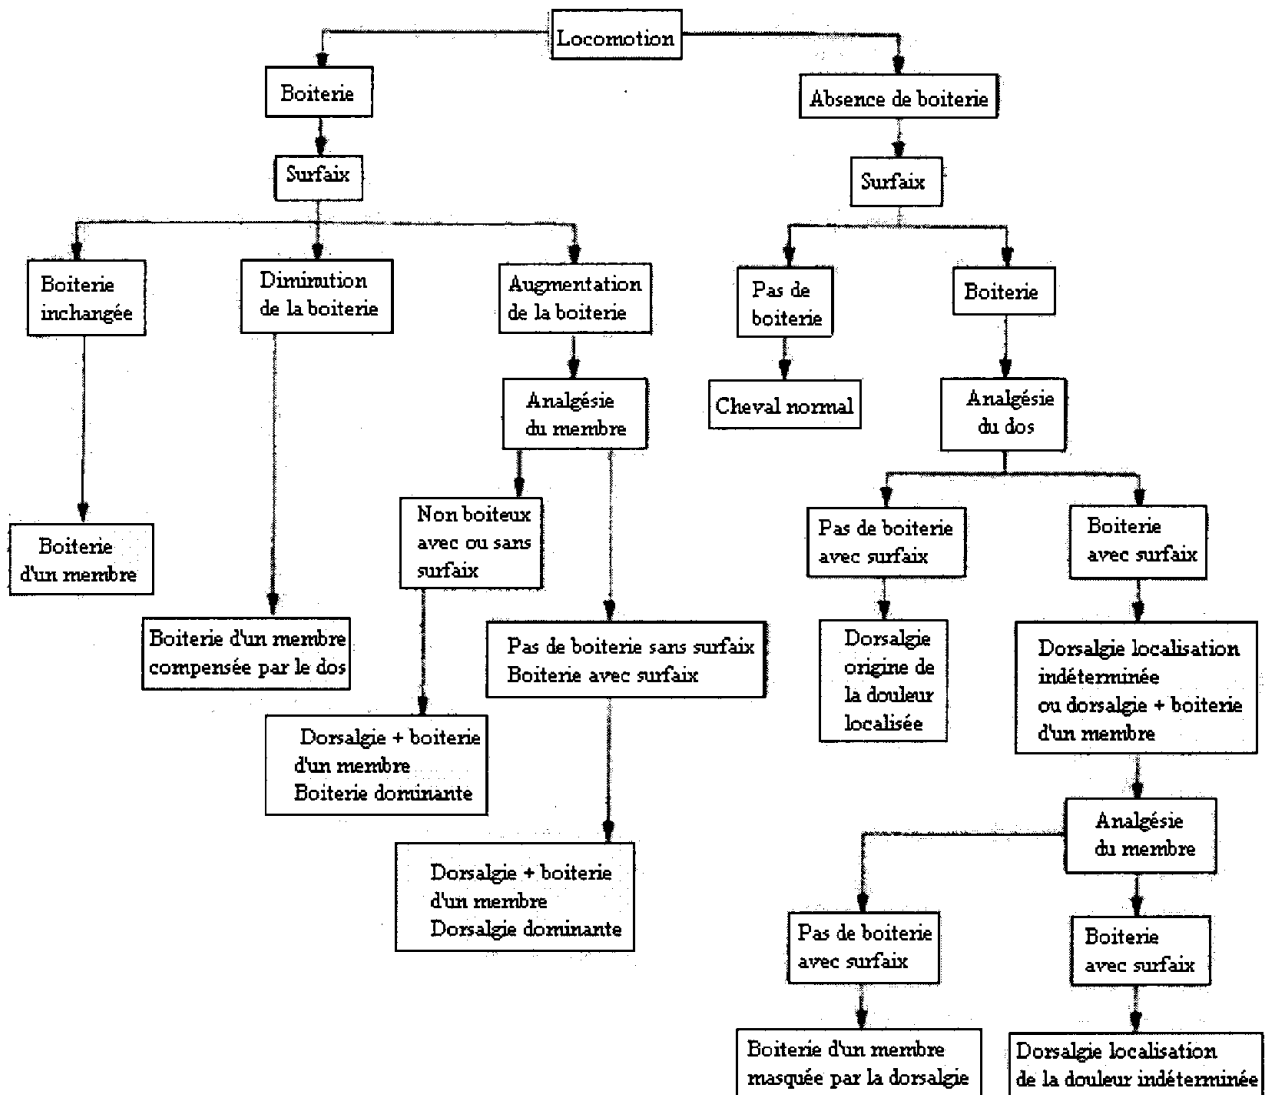 Locomotion
Boiterie
Absence de boiterie
Surfaix
Surfaix
Boiterie
inchangée
Diminution
de la boiterie
Augmentation
de la boiterie
Pas de
boiterie
Boiterie
Analgésie
du membre
Cheval normal
Analgésie
du dos
Non boiteux
avec ou sans
surfaix
Pas de boiterie
avec surfaix
Boiterie
avec surfaix
Boiterie
d'un membre
Boiterie d'un membre
compensée par le dos
Pas de boiterie sans surfaix
Boiterie avec surfaix
Dorsalgie
origine de
la douleur
localisée
Dorsalgie localisation
indéterminée
ou dorsalgie + boiterie
d'un membre
Dorsalgie + boiterie
d'un membre
Boiterie dominante
Analgésie
du membre
Dorsalgie + boiterie
d'un membre
Dorsalgie dominante
Pas de boiterie
avec surfaix
Boiterie
avec surfaix
Boiterie d'un membre
masquée par la dorsalgie
Dorsalgie localisation
de la douleur indéterminée